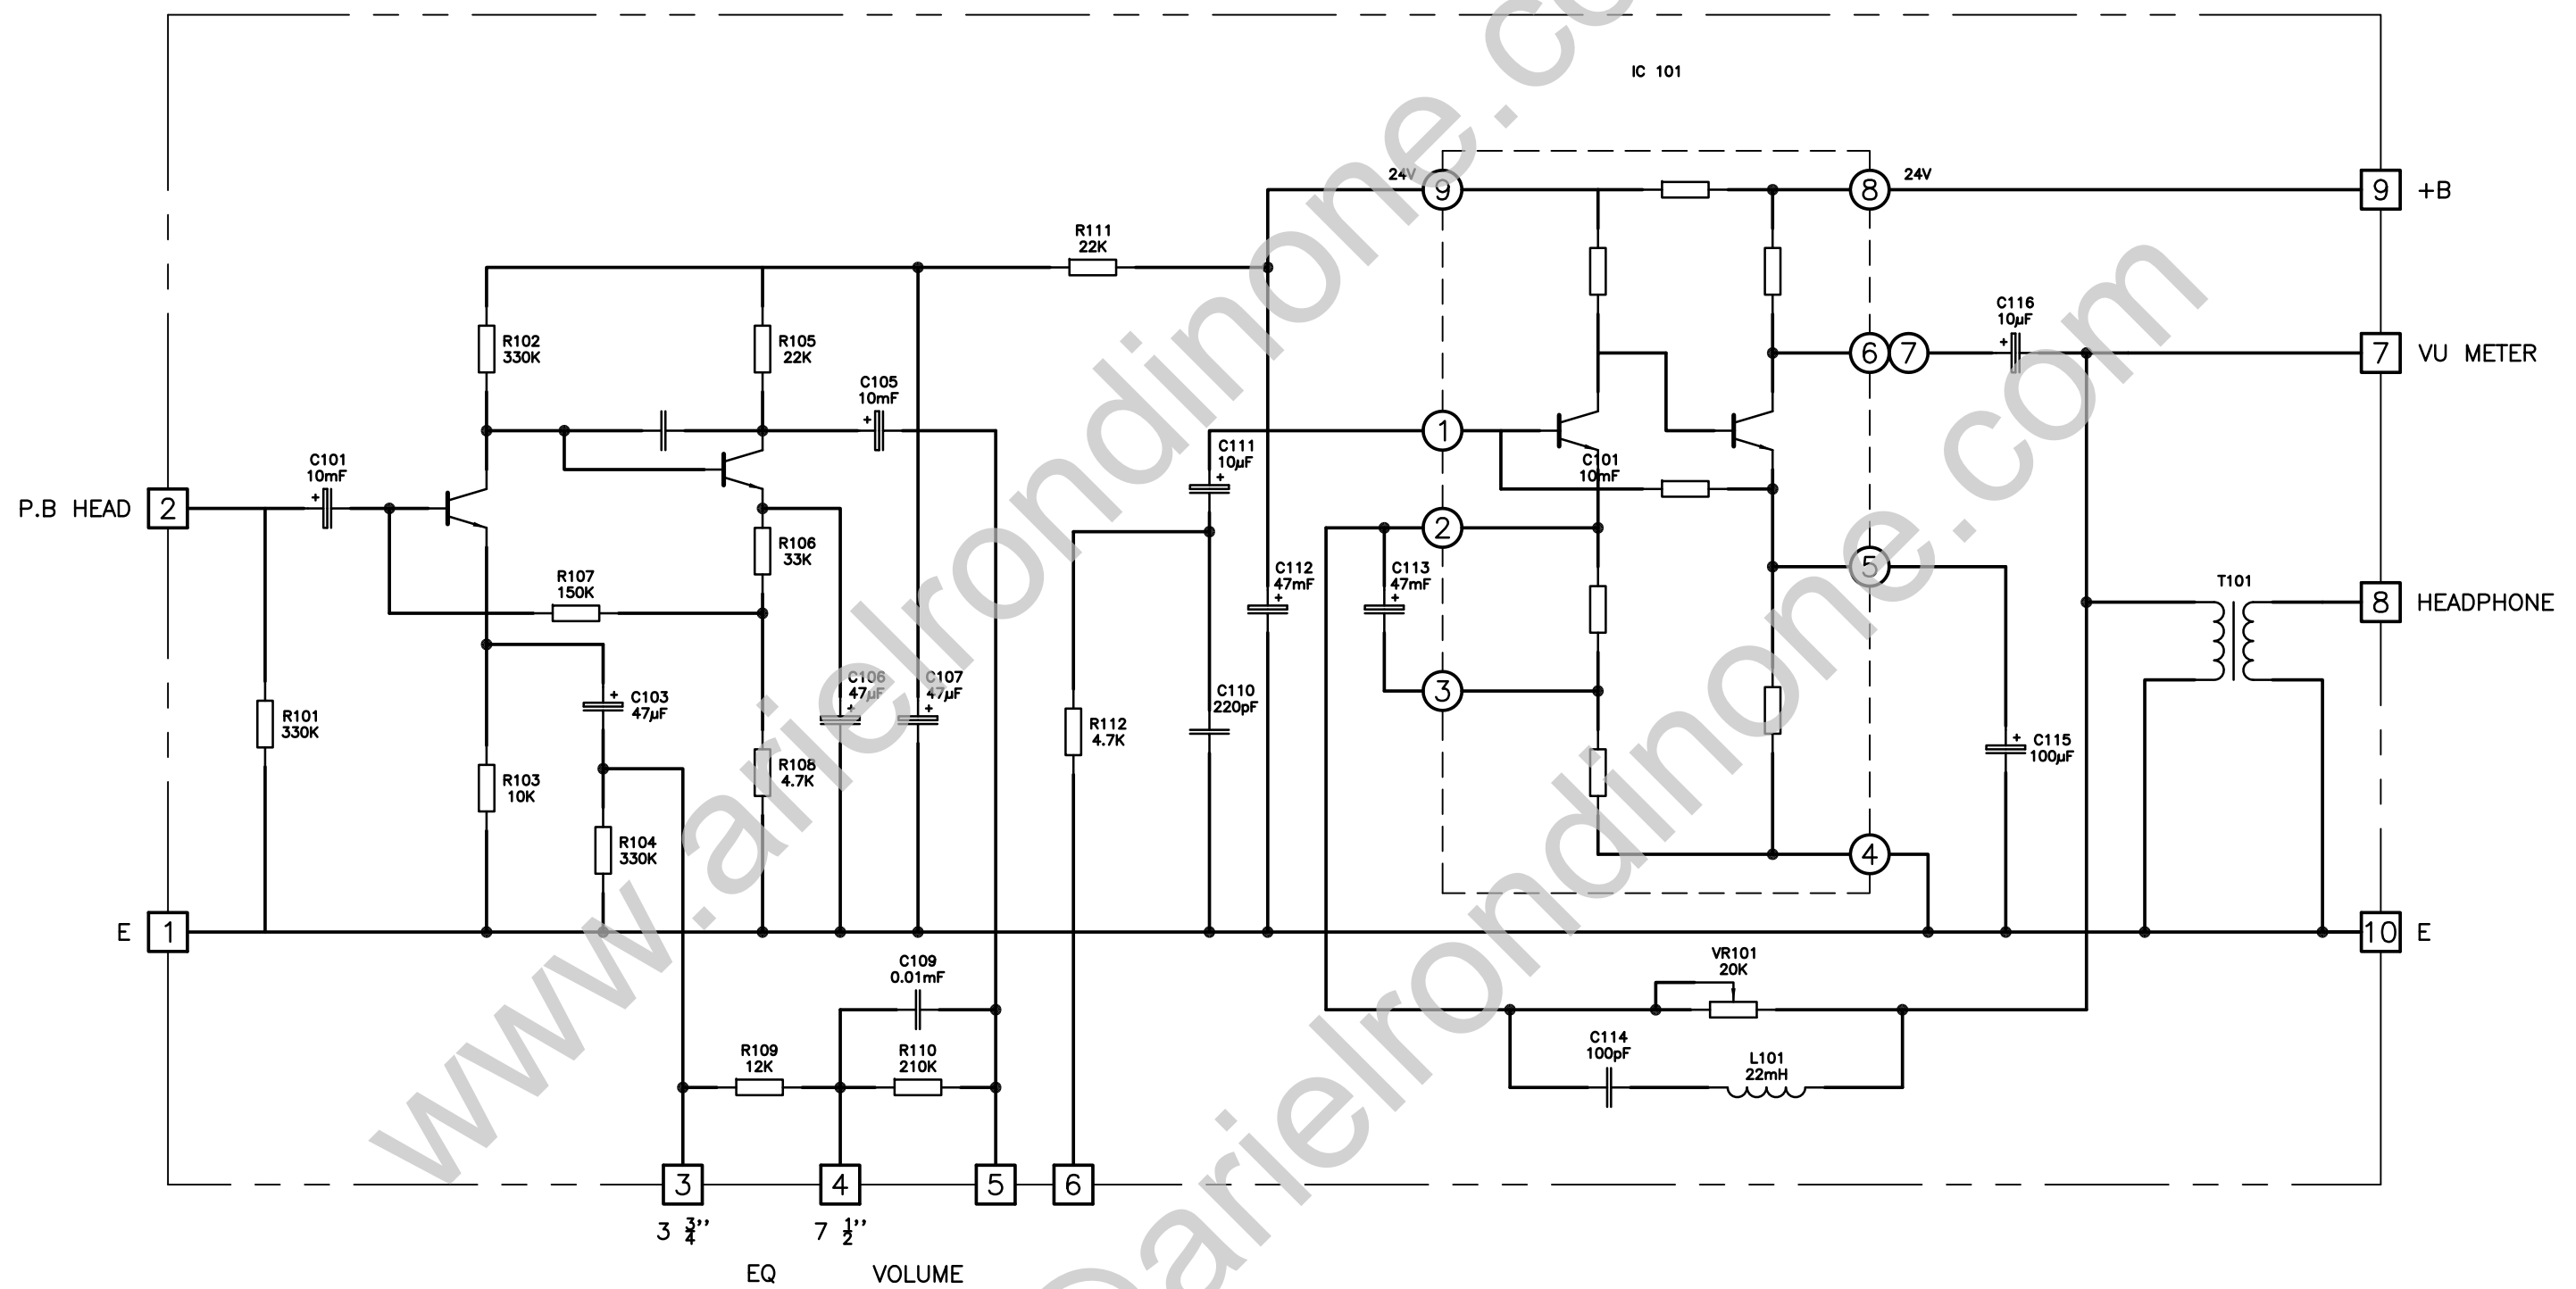 IC 101
24V
9
8
24V
9
+B
R111
22K
C116
10µF
R102
330K
R105
22K
6
7
7
VU METER
C105
10mF
1
C111
10µF
C101
10mF
C101
10mF
P.B HEAD
2
2
R106
33K
R107
150K
C112
47mF
C113
47mF
5
T101
8
HEADPHONE
C103
47µF
C106
47µF
C107
47µF
C110
220pF
3
R101
330K
R112
4.7K
C115
100µF
R103
10K
R108
4.7K
R104
330K
4
E
1
10
E
C109
0.01mF
VR101
20K
R109
12K
R110
210K
C114
100pF
L101
22mH
3
4
5
6
3 3/4''
7 1/2''
EQ
VOLUME
www.arielrondinone.co
@arielrondinone.com